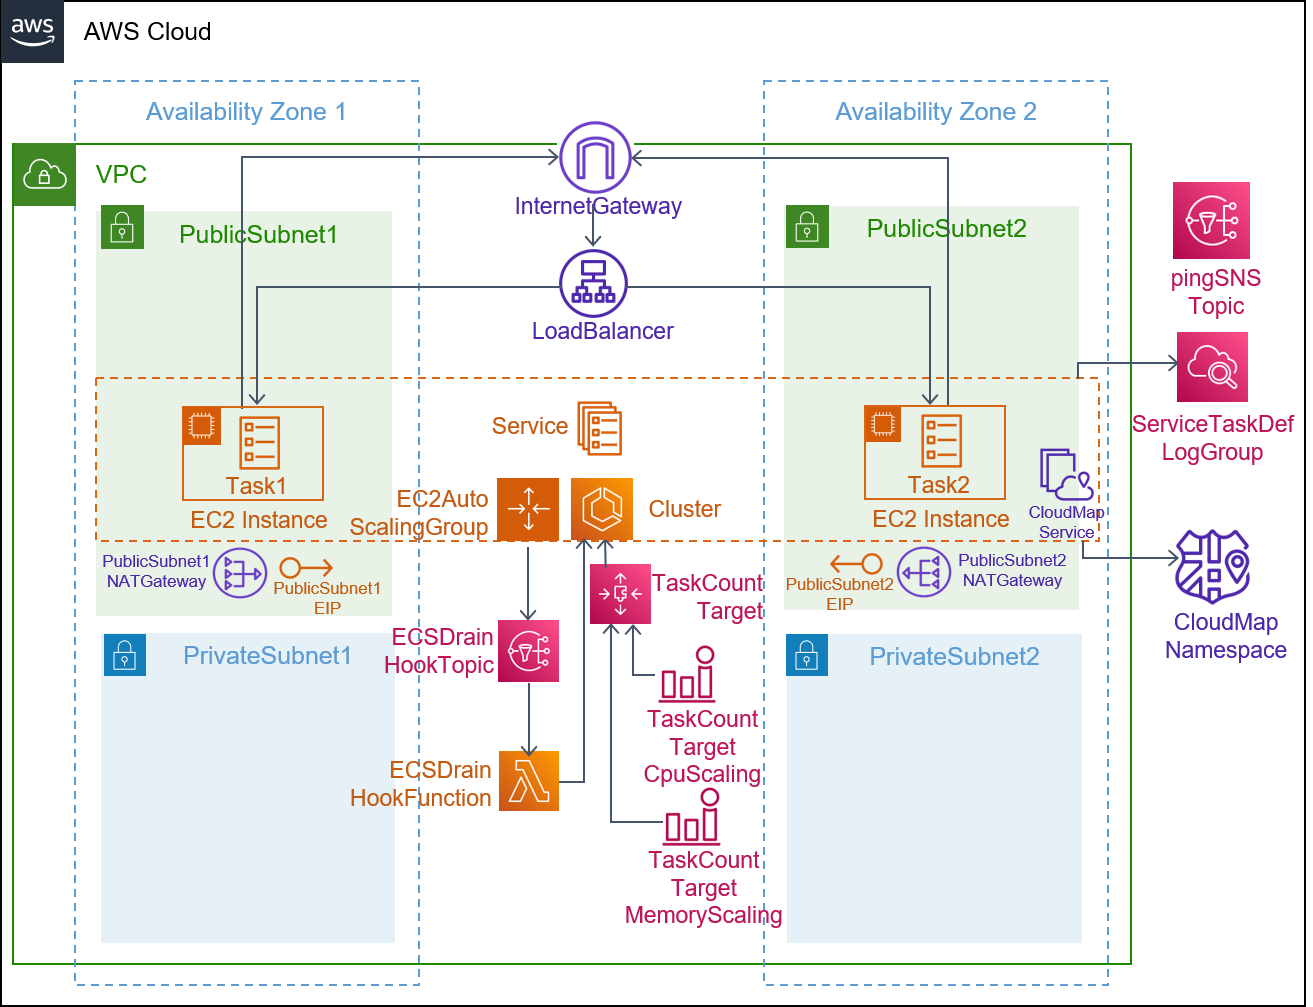 aws
AWS Cloud
Availability Zone 1
Availability Zone 2
VPC
InternetGateway
PublicSubnet1
PublicSubnet2
pingSNS
Topic
LoadBalancer
Service
ServiceTaskDef
LogGroup
Task1
EC2 Instance
EC2Auto
ScalingGroup
Cluster
Task2
EC2 Instance
CloudMap
Service
PublicSubnet1
NATGateway
PublicSubnet1
EIP
TaskCount
Target
PublicSubnet2
EIP
PublicSubnet2
NATGateway
CloudMap
Namespace
PrivateSubnet1
ECSDrain
HookTopic
PrivateSubnet2
TaskCount
Target
CpuScaling
ECSDrain
HookFunction
TaskCount
Target
MemoryScaling